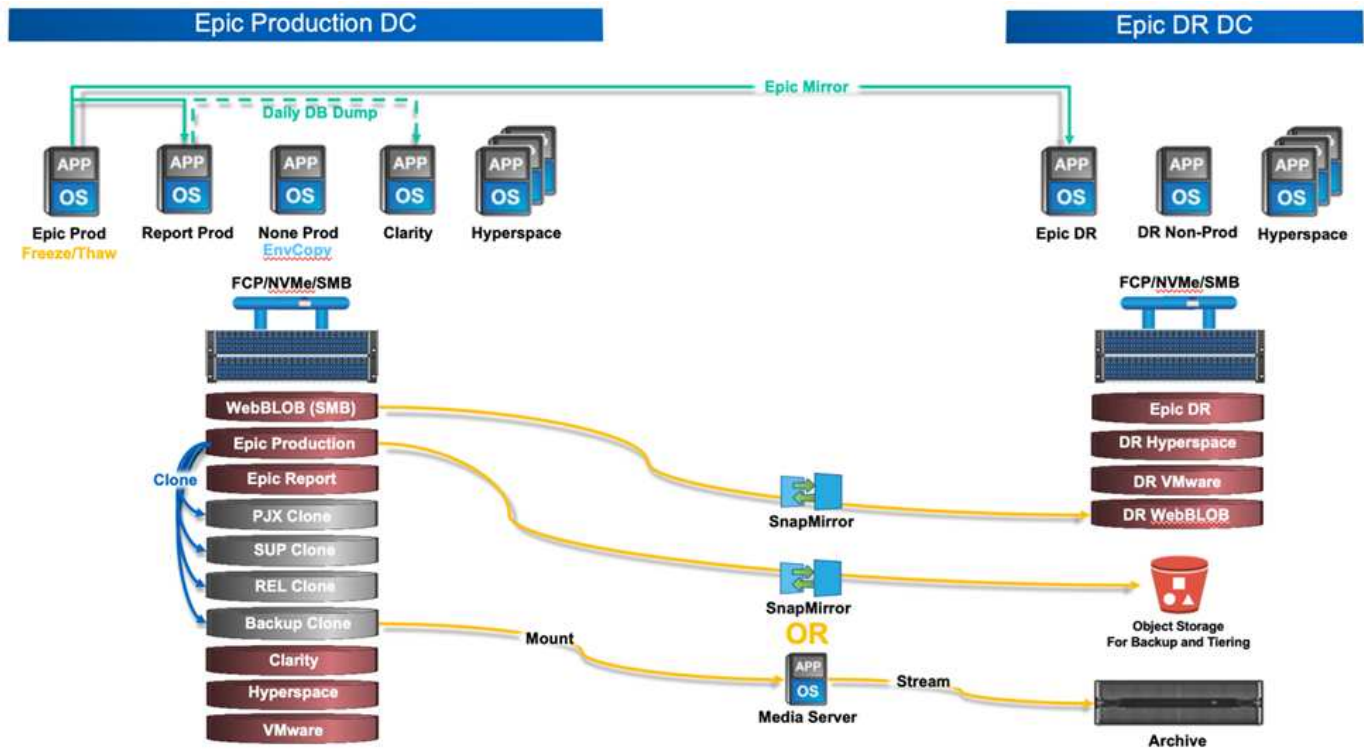 Epic Production DC
Epic DR DC
Epic Mirror
Daily DB Dump
APP
OS
APP
OS
APP
OS
APP
OS
APP
OS
APP
OS
APP
OS
APP
OS
Epic Prod
Freeze/Thaw
Report Prod
None Prod
EnvCopy
Clarity
Hyperspace
Epic DR
DR Non-Prod
Hyperspace
FCP/NVMe/SMB
FCP/NVMe/SMB
WebBLOB (SMB)
Epic Production
Epic Report
PJX Clone
SUP Clone
REL Clone
Backup Clone
Clarity
Hyperspace
VMware
Clone
SnapMirror
SnapMirror
OR
Mount
APP
OS
Media Server
Stream
Epic DR
DR Hyperspace
DR VMware
DR WebBLOB
Object Storage
For Backup and Tiering
Archive